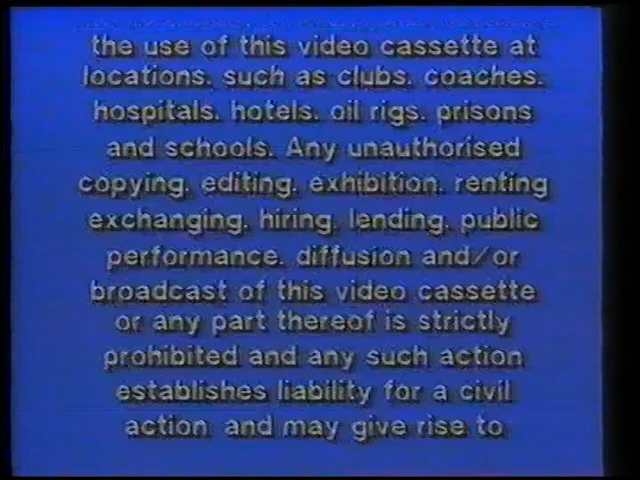 the use of this video cassette at
locations. such as clubs. coaches.
hospitals. hotels. oil rigs. prisons
and schools. Any unauthorised
copying. editing. exhibition. renting
exchanging. hiring. lending. public
performance. diffusion and/or
broadcast of this video cassette
or any part thereof is strictly
prohibited and any such action
establishes liability for a civil
action and may give rise to